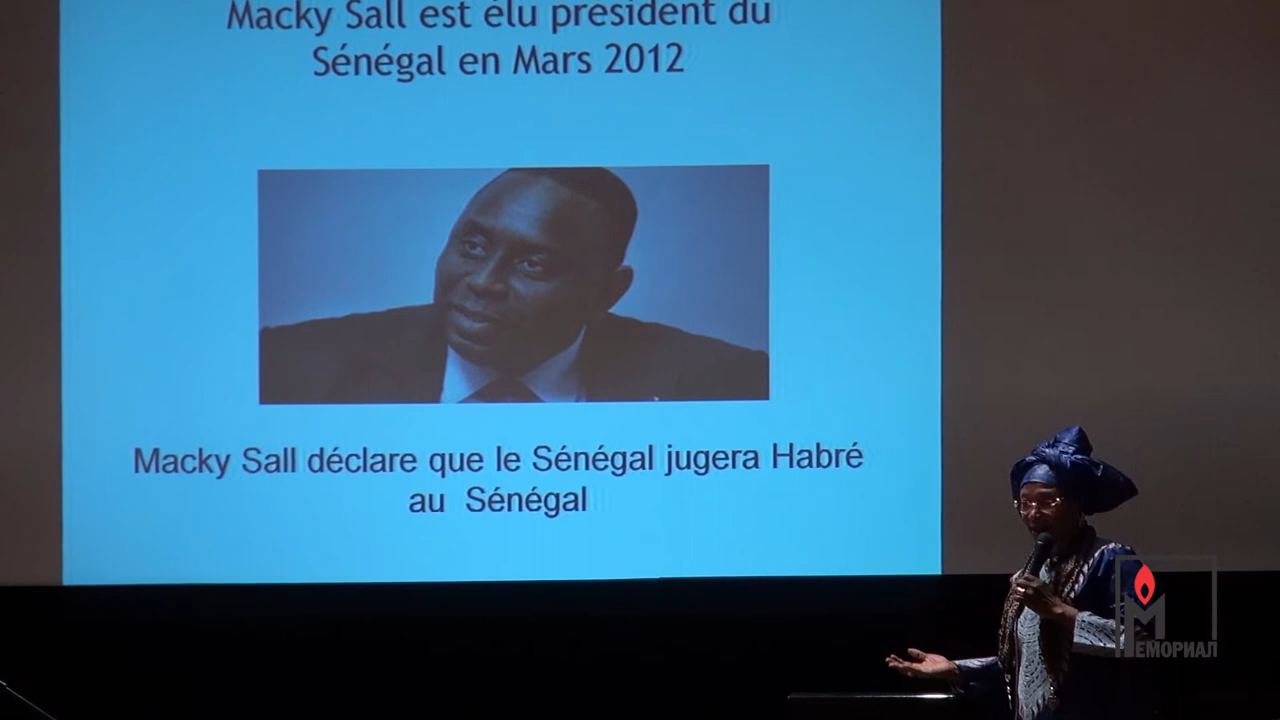 Macky Sall est élu président du
Sénégal en Mars 2012
Macky Sall déclare que le Sénégal jugera Habré
au Sénégal
МЕМОРИАЛ